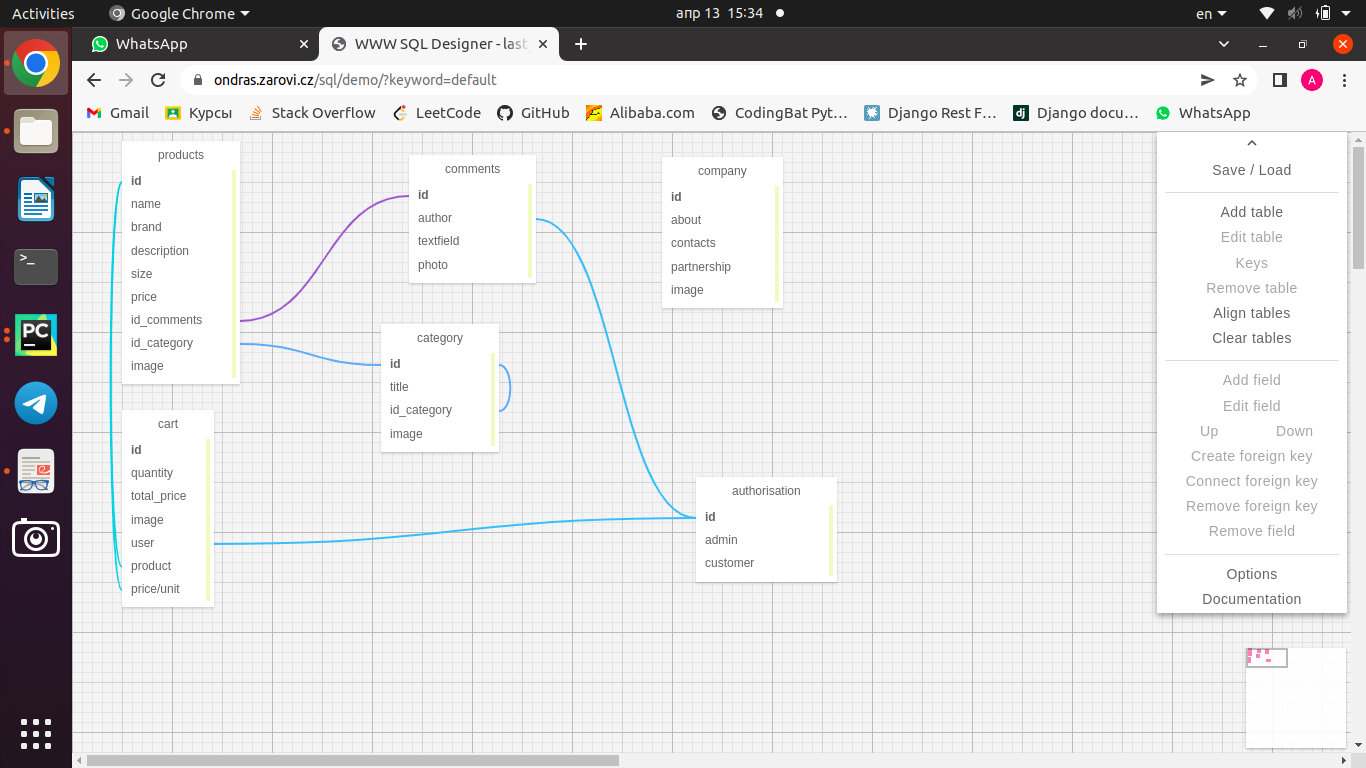 Activities
Google Chrome
апр 13 15:34
en
WhatsApp
WWW SQL Designer - last
ondras.zarovi.cz/sql/demo/?keyword=default
A
Gmail
Курсы
Stack Overflow
LeetCode
GitHub
Alibaba.com
CodingBat Pyt…
Django Rest F…
dj
Django docu…
WhatsApp
>_
PC
products
id
name
brand
description
size
price
id_comments
id_category
image
comments
id
author
textfield
photo
company
id
about
contacts
partnership
image
category
id
title
id_category
image
cart
id
quantity
total_price
image
user
product
price/unit
authorisation
id
admin
customer
Save / Load
Add table
Edit table
Keys
Remove table
Align tables
Clear tables
Add field
Edit field
Up Down
Create foreign key
Connect foreign key
Remove foreign key
Remove field
Options
Documentation